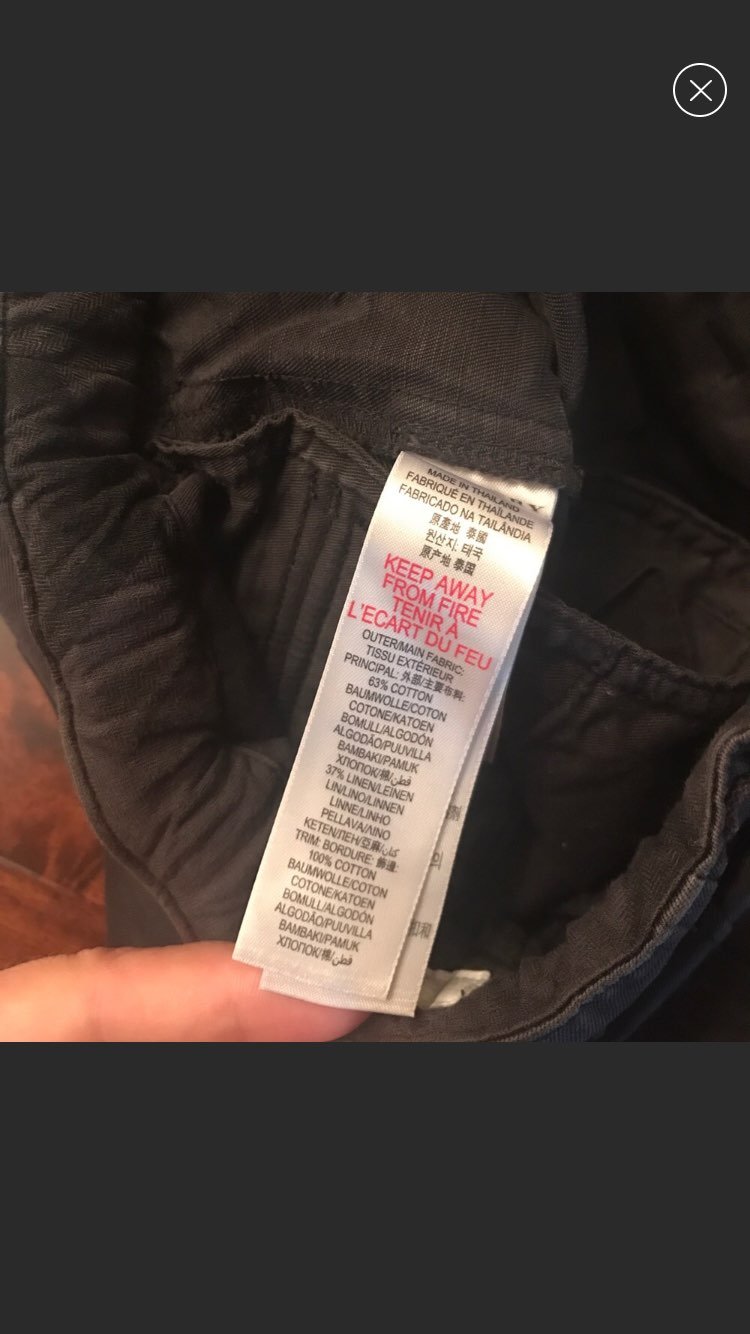 MADE IN THAILAND
FABRIQUÉ EN THAÏLANDE
FABRICADO NA TAILÂNDIA
原產地 泰國
원산지: 태국
原产地 泰国
KEEP AWAY
FROM FIRE
TENIR À
L'ECART DU FEU
OUTER/MAIN FABRIC:
TISSU EXTÉRIEUR
PRINCIPAL: 外部/主要布料:
63% COTTON
BAUMWOLLE/COTON
COTONE/KATOEN
BOMULL/ALGODÓN
ALGODÃO/PUUVILLA
BAMBAKI/PAMUK
ХЛОПОК/棉/قطن
37% LINEN/LEINEN
LIN/LINO/LINNEN
LINNE/LINHO
PELLAVA/ΛΙΝΟ
KETEN/ЛЕН/亞麻/كتان
TRIM: BORDURE: 飾邊:
100% COTTON
BAUMWOLLE/COTON
COTONE/KATOEN
BOMULL/ALGODÓN
ALGODÃO/PUUVILLA
BAMBAKI/PAMUK
ХЛОПОК/棉/قطن